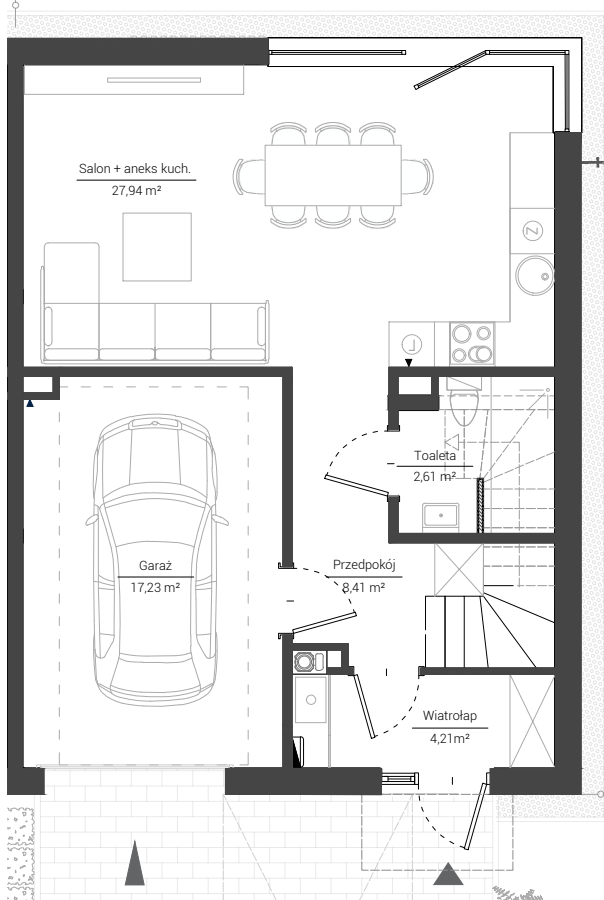 Salon + aneks kuch.
27,94 m²
Z
L
Toaleta
2,61 m²
Garaż
17,23 m²
Przedpokój
8,41 m²
Wiatrołap
4,21m²